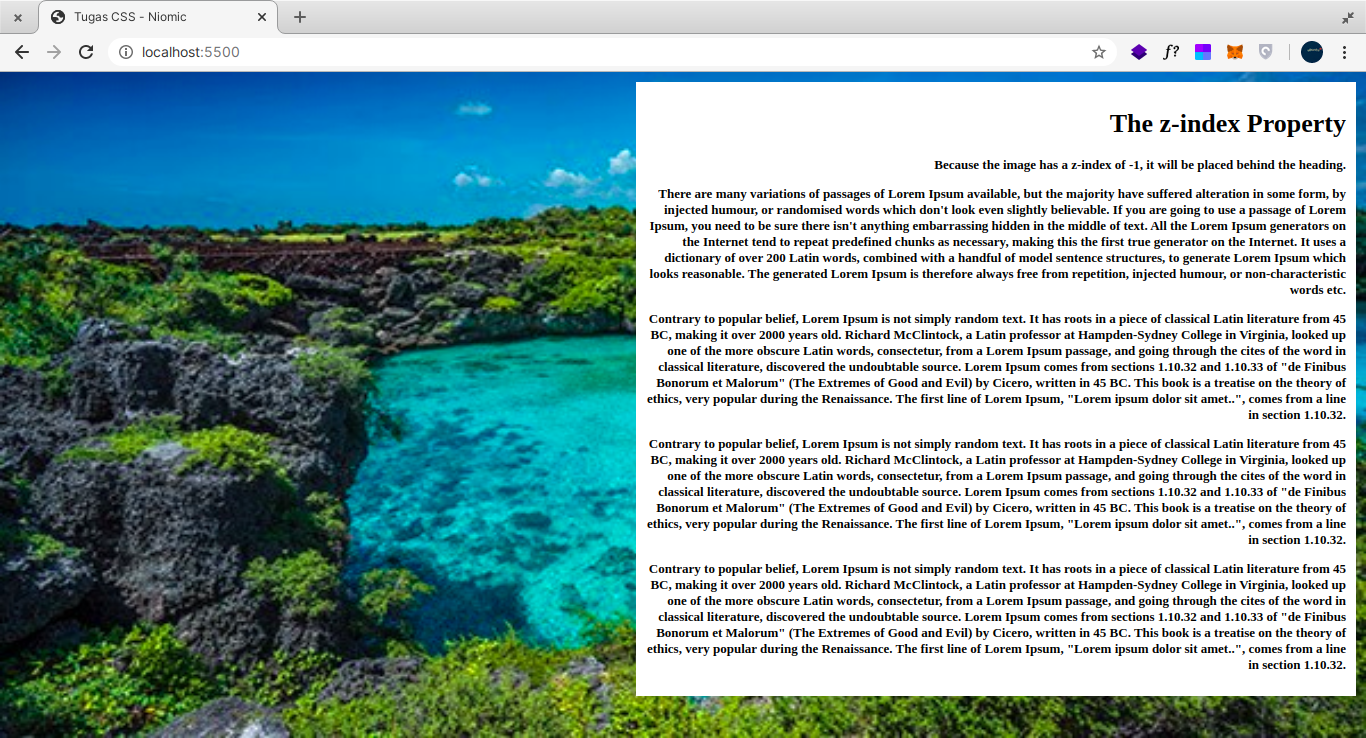 Tugas CSS - Niomic
localhost:5500
f?
The z-index Property
Because the image has a z-index of -1, it will be placed behind the heading.
There are many variations of passages of Lorem Ipsum available, but the majority have suffered alteration in some form, by
injected humour, or randomised words which don't look even slightly believable. If you are going to use a passage of Lorem
Ipsum, you need to be sure there isn't anything embarrassing hidden in the middle of text. All the Lorem Ipsum generators on
the Internet tend to repeat predefined chunks as necessary, making this the first true generator on the Internet. It uses a
dictionary of over 200 Latin words, combined with a handful of model sentence structures, to generate Lorem Ipsum which
looks reasonable. The generated Lorem Ipsum is therefore always free from repetition, injected humour, or non-characteristic
words etc.
Contrary to popular belief, Lorem Ipsum is not simply random text. It has roots in a piece of classical Latin literature from 45
BC, making it over 2000 years old. Richard McClintock, a Latin professor at Hampden-Sydney College in Virginia, looked up
one of the more obscure Latin words, consectetur, from a Lorem Ipsum passage, and going through the cites of the word in
classical literature, discovered the undoubtable source. Lorem Ipsum comes from sections 1.10.32 and 1.10.33 of "de Finibus
Bonorum et Malorum" (The Extremes of Good and Evil) by Cicero, written in 45 BC. This book is a treatise on the theory of
ethics, very popular during the Renaissance. The first line of Lorem Ipsum, "Lorem ipsum dolor sit amet..", comes from a line
in section 1.10.32.
Contrary to popular belief, Lorem Ipsum is not simply random text. It has roots in a piece of classical Latin literature from 45
BC, making it over 2000 years old. Richard McClintock, a Latin professor at Hampden-Sydney College in Virginia, looked up
one of the more obscure Latin words, consectetur, from a Lorem Ipsum passage, and going through the cites of the word in
classical literature, discovered the undoubtable source. Lorem Ipsum comes from sections 1.10.32 and 1.10.33 of "de Finibus
Bonorum et Malorum" (The Extremes of Good and Evil) by Cicero, written in 45 BC. This book is a treatise on the theory of
ethics, very popular during the Renaissance. The first line of Lorem Ipsum, "Lorem ipsum dolor sit amet..", comes from a line
in section 1.10.32.
Contrary to popular belief, Lorem Ipsum is not simply random text. It has roots in a piece of classical Latin literature from 45
BC, making it over 2000 years old. Richard McClintock, a Latin professor at Hampden-Sydney College in Virginia, looked up
one of the more obscure Latin words, consectetur, from a Lorem Ipsum passage, and going through the cites of the word in
classical literature, discovered the undoubtable source. Lorem Ipsum comes from sections 1.10.32 and 1.10.33 of "de Finibus
Bonorum et Malorum" (The Extremes of Good and Evil) by Cicero, written in 45 BC. This book is a treatise on the theory of
ethics, very popular during the Renaissance. The first line of Lorem Ipsum, "Lorem ipsum dolor sit amet..", comes from a line
in section 1.10.32.